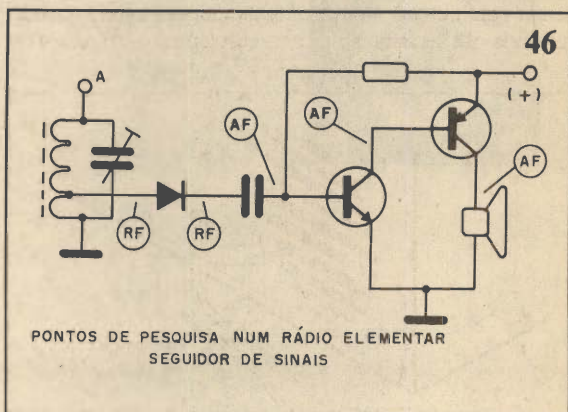 46
A
(+)
AF
AF
AF
RF
RF
PONTOS DE PESQUISA NUM RÁDIO ELEMENTAR
SEGUIDOR DE SINAIS